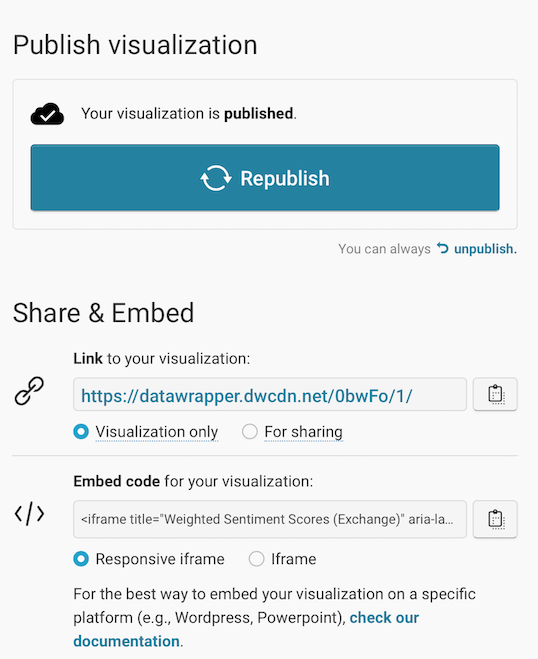 Publish visualization
Your visualization is published.
Republish
You can always unpublish.
Share & Embed
Link to your visualization:
https://datawrapper.dwcdn.net/0bwFo/1/
Visualization only For sharing
Embed code for your visualization:
<iframe title="Weighted Sentiment Scores (Exchange)" aria-la...
Responsive iframe Iframe
For the best way to embed your visualization on a specific
platform (e.g., Wordpress, Powerpoint), check our
documentation.